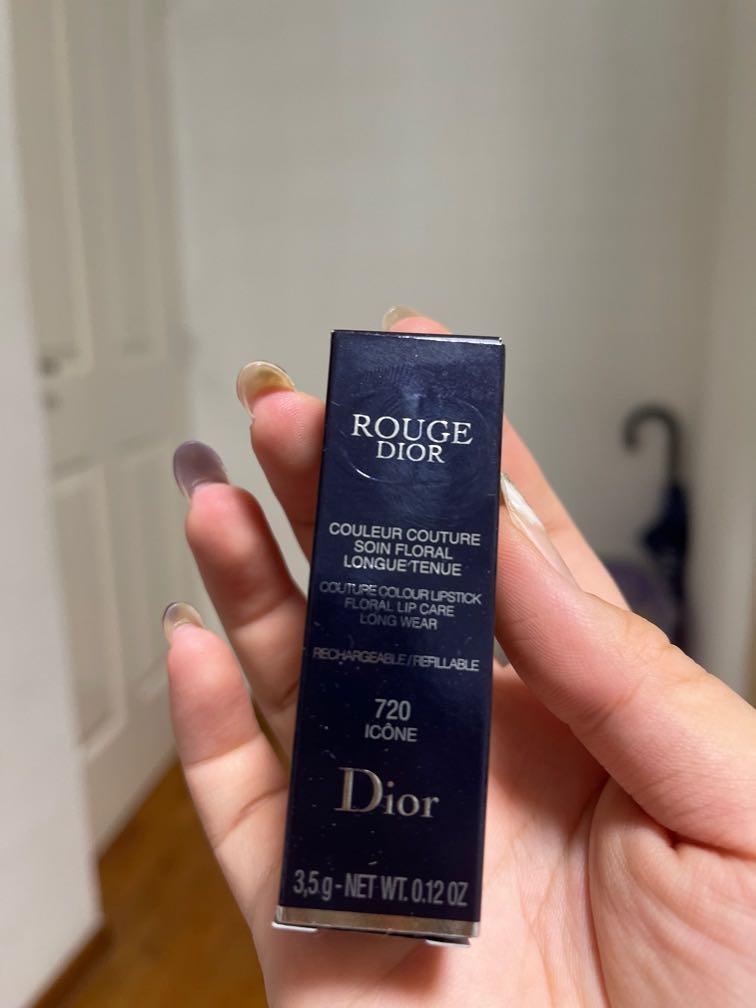 ROUGE
DIOR
COULEUR COUTURE
SOIN FLORAL
LONGUE TENUE
COUTURE COLOUR LIPSTICK
FLORAL LIP CARE
LONG WEAR
RECHARGEABLE/REFILLABLE
720
ICÔNE
Dior
3,5 g - NET WT. 0.12 OZ